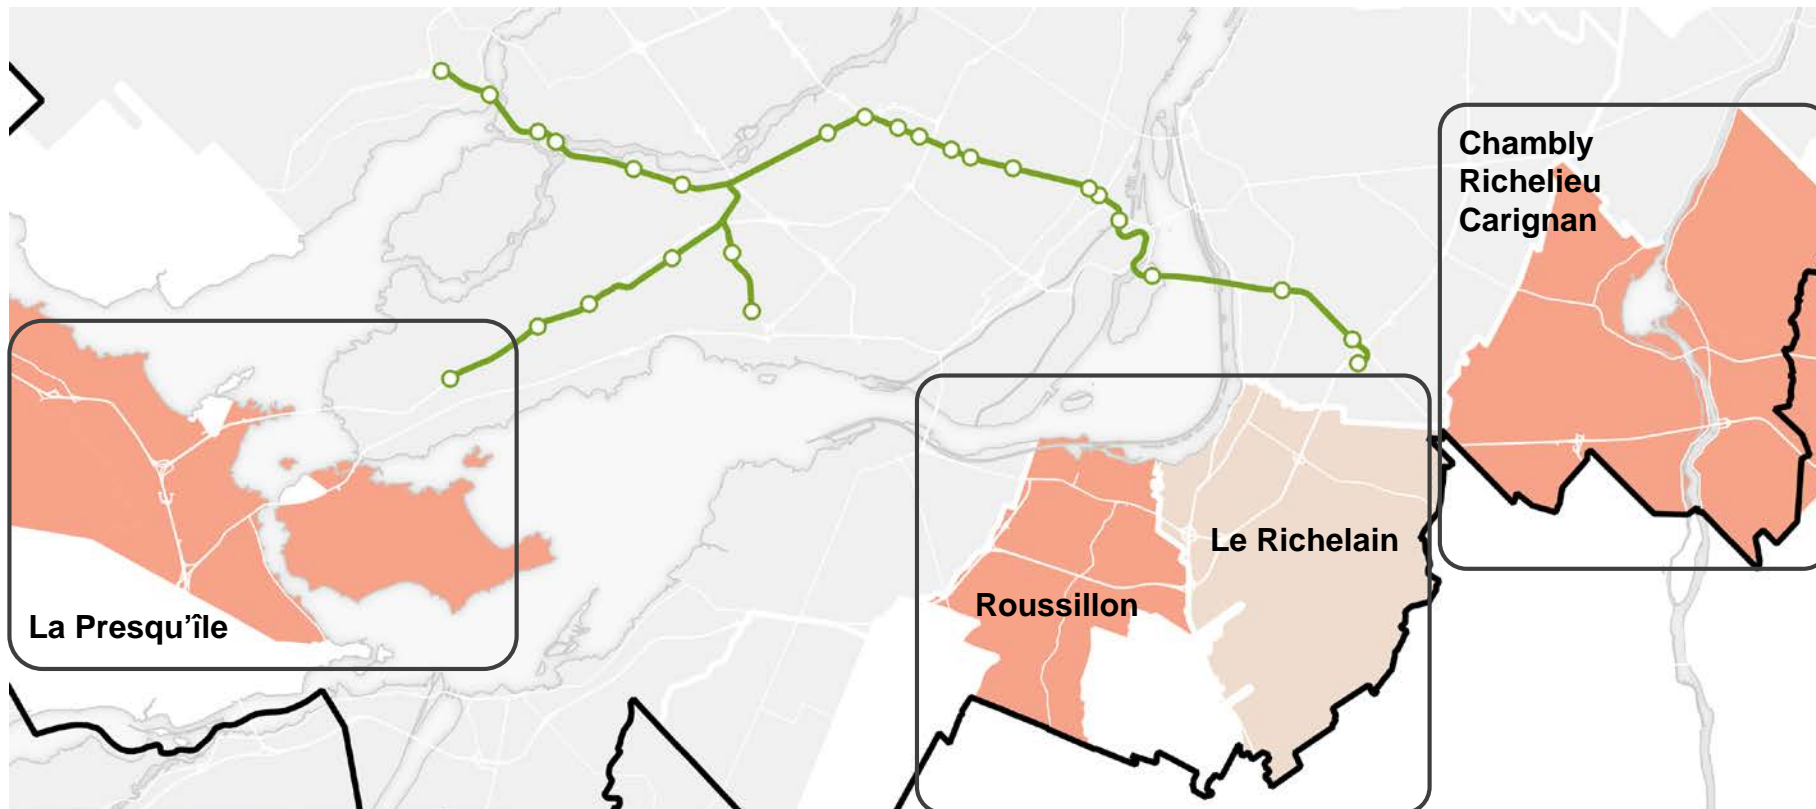 Chambly
Richelieu
Carignan
Le Richelain
Roussillon
La Presqu’île